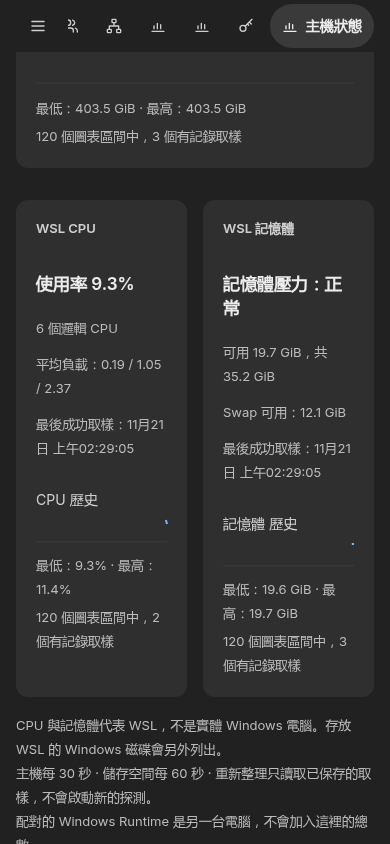 主機狀態
最低：403.5 GiB · 最高：403.5 GiB
120 個圖表區間中，3 個有記錄取樣
WSL CPU
使用率 9.3%
6 個邏輯 CPU
平均負載：0.19 / 1.05
/ 2.37
最後成功取樣：11月21
日 上午02:29:05
CPU 歷史
最低：9.3% · 最高：
11.4%
120 個圖表區間中，2
個有記錄取樣
WSL 記憶體
記憶體壓力：正
常
可用 19.7 GiB，共
35.2 GiB
Swap 可用：12.1 GiB
最後成功取樣：11月21
日 上午02:29:05
記憶體 歷史
最低：19.6 GiB · 最
高：19.7 GiB
120 個圖表區間中，3
個有記錄取樣
CPU 與記憶體代表 WSL，不是實體 Windows 電腦。存放
WSL 的 Windows 磁碟會另外列出。
主機每 30 秒 · 儲存空間每 60 秒 · 重新整理只讀取已保存的取
樣，不會啟動新的探測。
配對的 Windows Runtime 是另一台電腦，不會加入這裡的總
數。